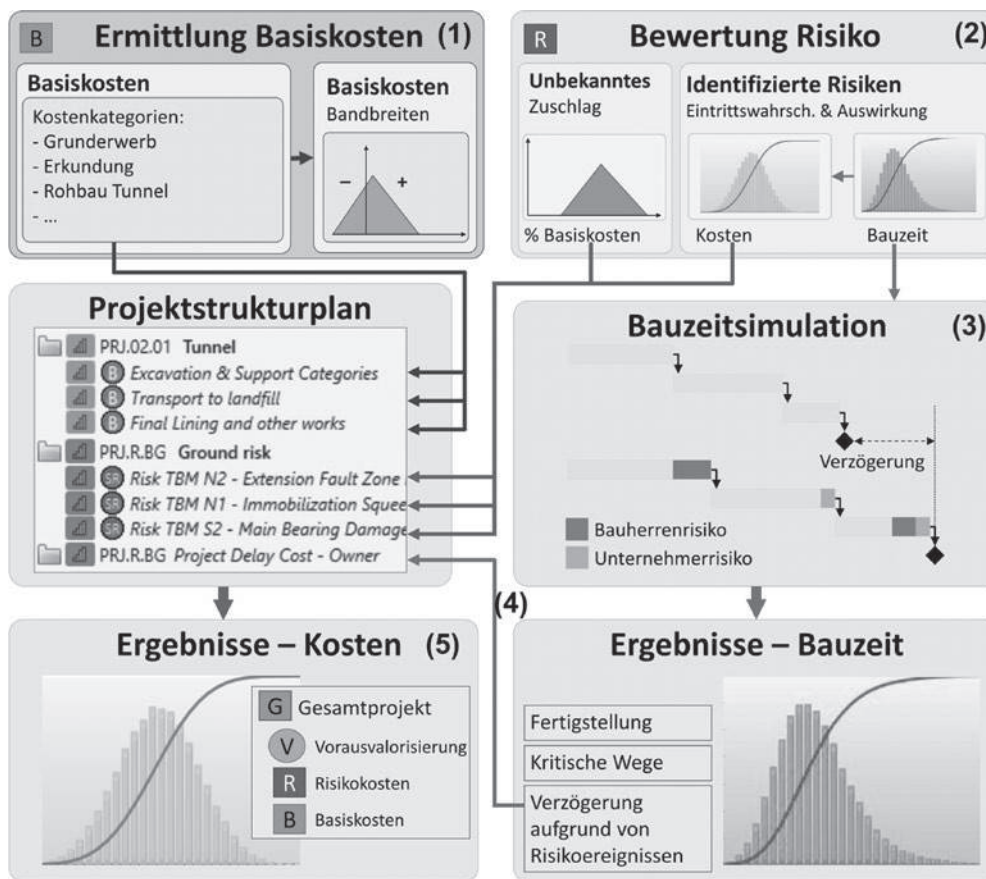 B Ermittlung Basiskosten (1)
Basiskosten
Kostenkategorien:
- Grunderwerb
- Erkundung
- Rohbau Tunnel
- ...
Basiskosten
Bandbreiten
– +
R Bewertung Risiko (2)
Unbekanntes
Zuschlag
% Basiskosten
Identifizierte Risiken
Eintrittswahrsch. & Auswirkung
Kosten Bauzeit
Projektstrukturplan
PRJ.02.01 Tunnel
B Excavation & Support Categories
B Transport to landfill
B Final Lining and other works
PRJ.R.BG Ground risk
SR Risk TBM N2 - Extension Fault Zone
SR Risk TBM N1 - Immobilization Squee
SR Risk TBM S2 - Main Bearing Damage
PRJ.R.BG Project Delay Cost - Owner
Bauzeitsimulation (3)
Verzögerung
Bauherrenrisiko
Unternehmerrisiko
(4)
Ergebnisse – Kosten (5)
G Gesamtprojekt
V Vorausvalorisierung
R Risikokosten
B Basiskosten
Ergebnisse – Bauzeit
Fertigstellung
Kritische Wege
Verzögerung
aufgrund von
Risikoereignissen